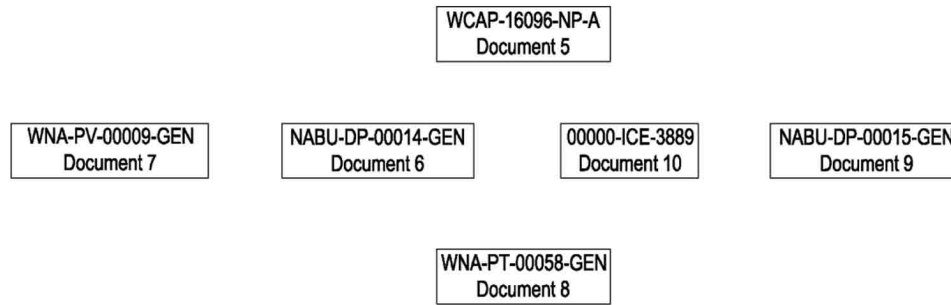 WCAP-16096-NP-A
Document 5
WNA-PV-00009-GEN
Document 7
NABU-DP-00014-GEN
Document 6
00000-ICE-3889
Document 10
NABU-DP-00015-GEN
Document 9
WNA-PT-00058-GEN
Document 8